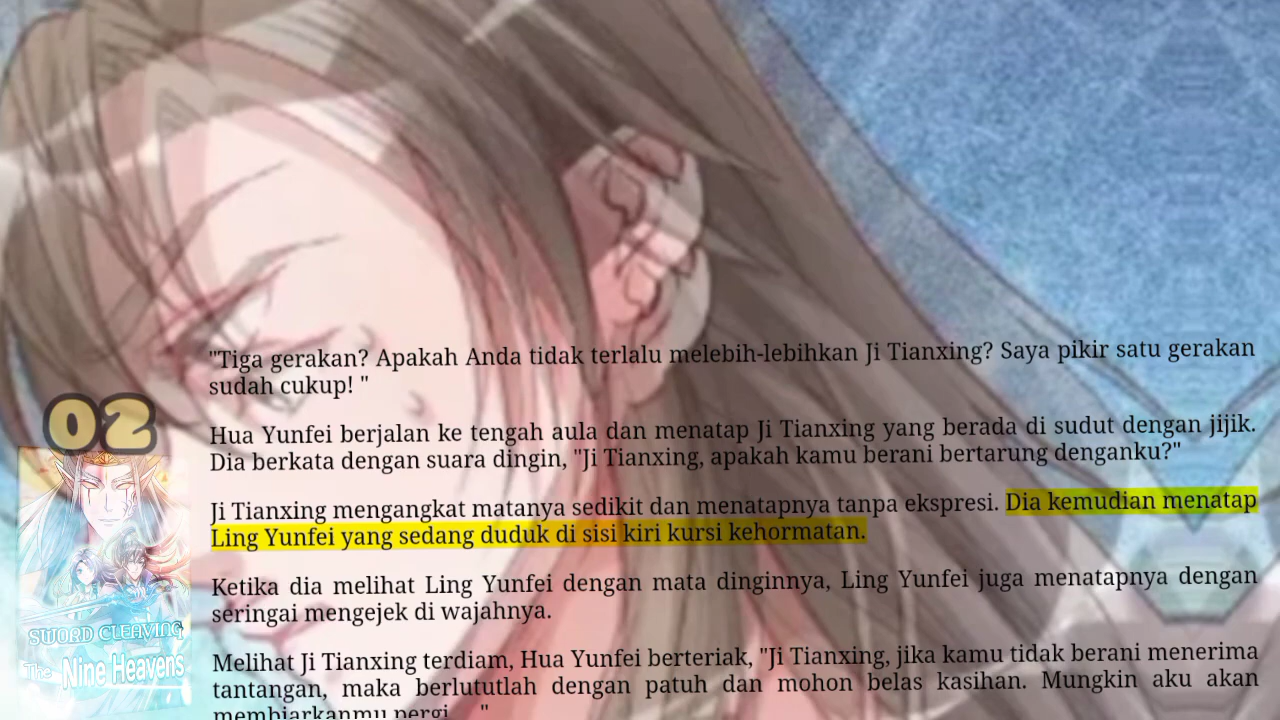 "Tiga gerakan? Apakah Anda tidak terlalu melebih-lebihkan Ji Tianxing? Saya pikir satu gerakan
sudah cukup! "
Hua Yunfei berjalan ke tengah aula dan menatap Ji Tianxing yang berada di sudut dengan jijik.
Dia berkata dengan suara dingin, "Ji Tianxing, apakah kamu berani bertarung denganku?"
Ji Tianxing mengangkat matanya sedikit dan menatapnya tanpa ekspresi. Dia kemudian menatap
Ling Yunfei yang sedang duduk di sisi kiri kursi kehormatan.
Ketika dia melihat Ling Yunfei dengan mata dinginnya, Ling Yunfei juga menatapnya dengan
seringai mengejek di wajahnya.
Melihat Ji Tianxing terdiam, Hua Yunfei berteriak, "Ji Tianxing, jika kamu tidak berani menerima
tantangan, maka berlututlah dengan patuh dan mohon belas kasihan. Mungkin aku akan
membiarkanmu pergi ... "
02
SWORD CLEAVING
The Nine Heavens